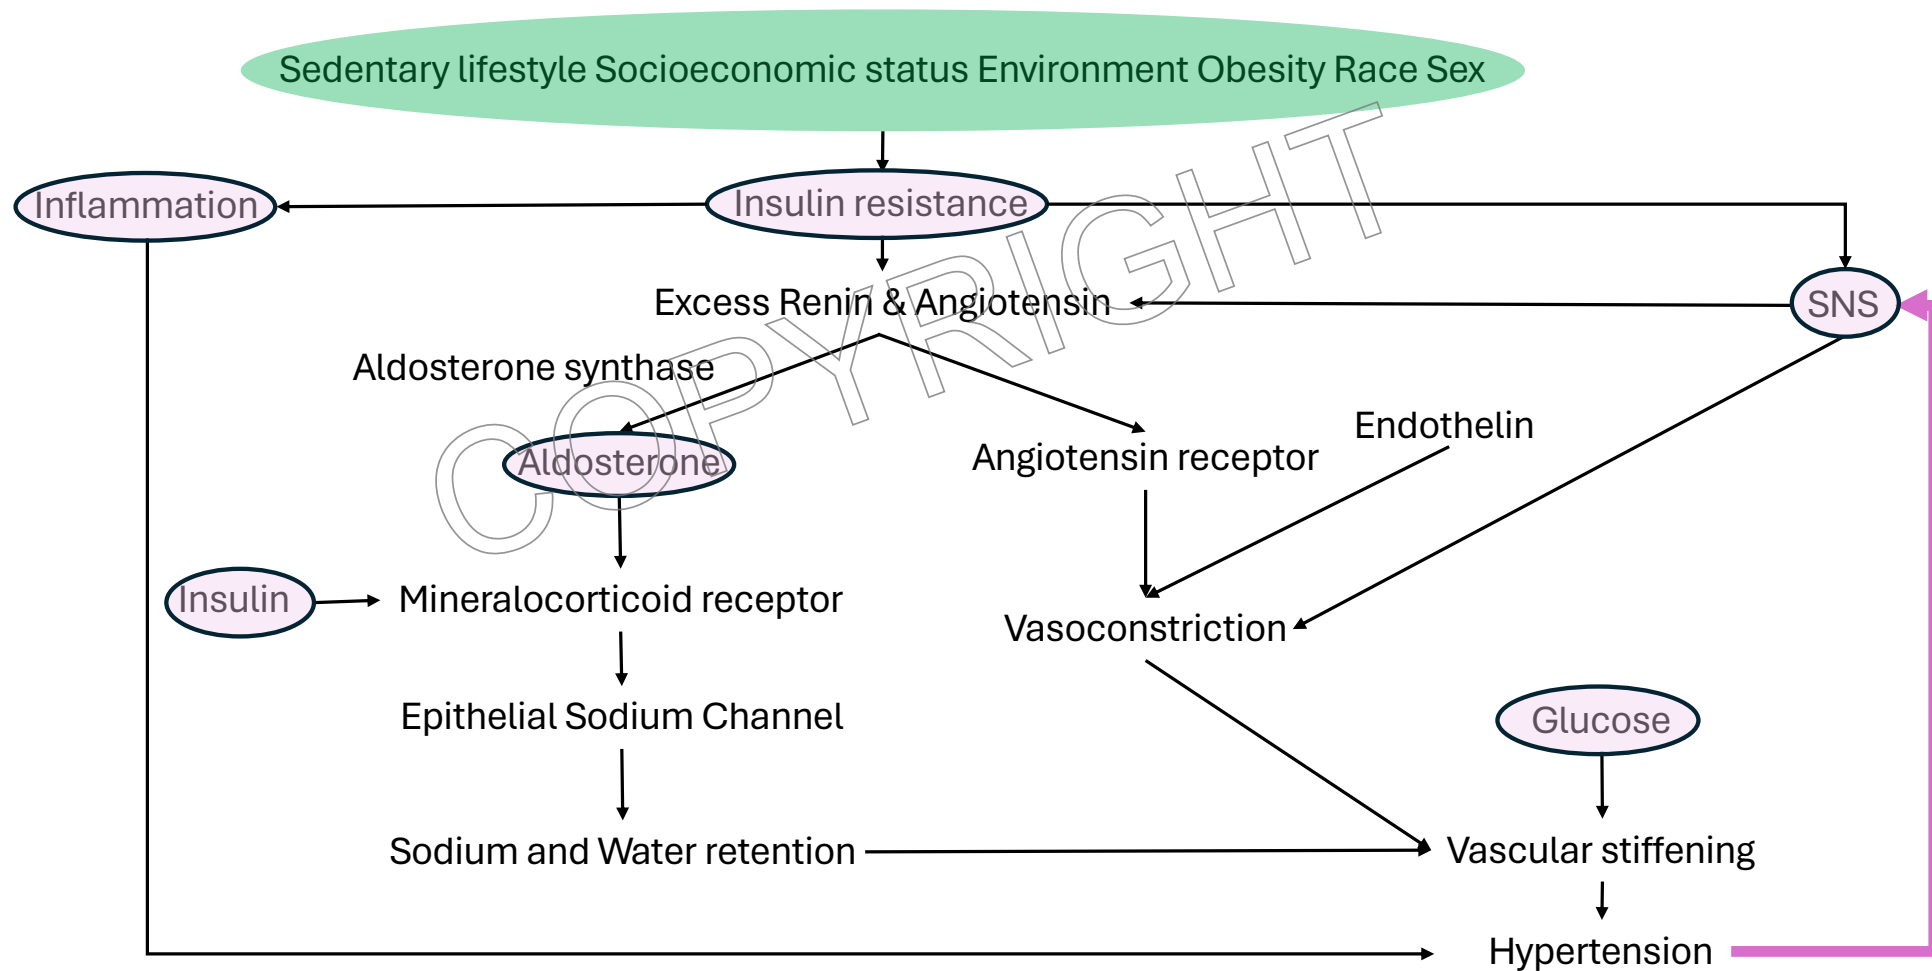 Sedentary lifestyle Socioeconomic status Environment Obesity Race Sex
Inflammation
Insulin resistance
Excess Renin & Angiotensin
SNS
Aldosterone synthase
Endothelin
Aldosterone
Angiotensin receptor
Insulin
Mineralocorticoid receptor
Vasoconstriction
Epithelial Sodium Channel
Glucose
Sodium and Water retention
Vascular stiffening
Hypertension
COPYRIGHT